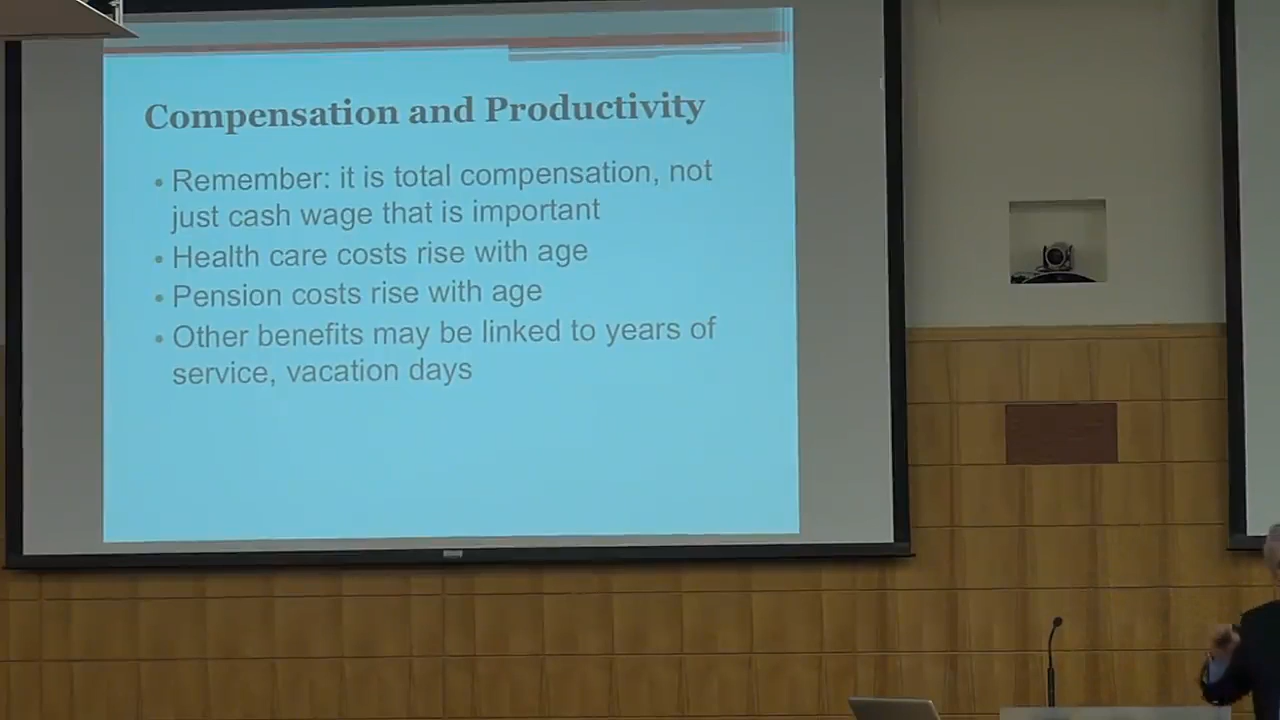 Compensation and Productivity
• Remember: it is total compensation, not
just cash wage that is important
• Health care costs rise with age
• Pension costs rise with age
• Other benefits may be linked to years of
service, vacation days